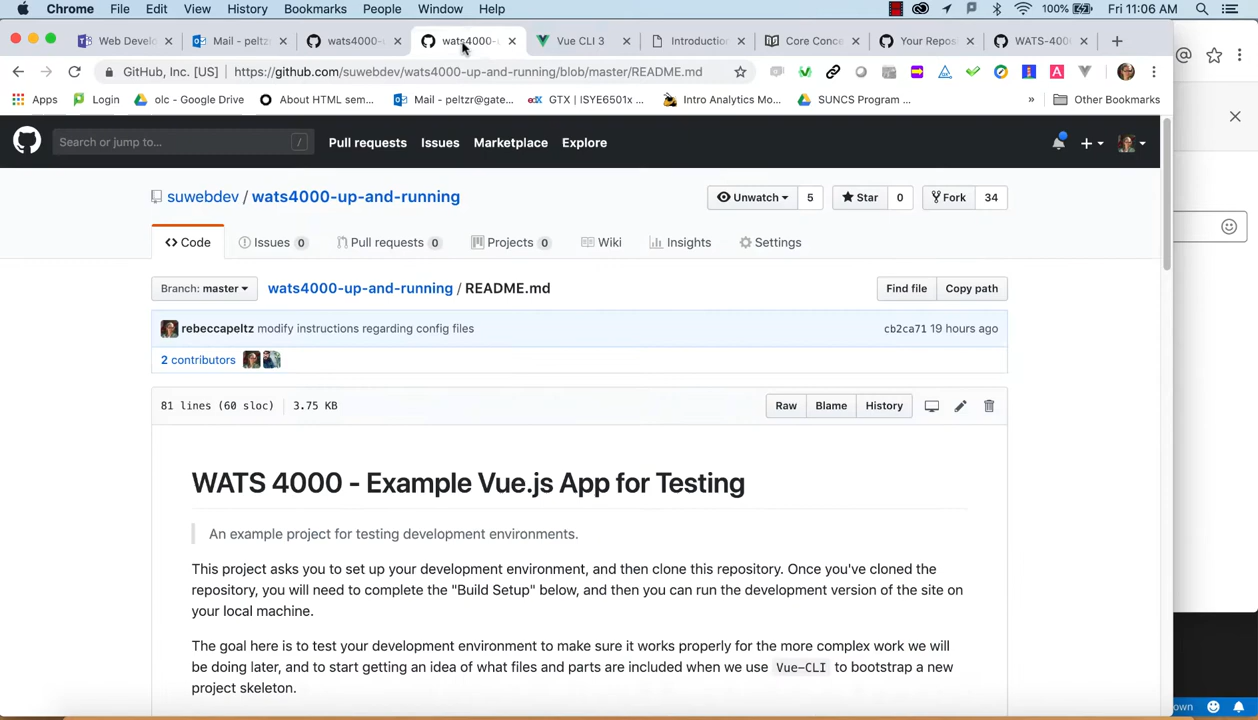 Chrome File Edit View History Bookmarks People Window Help 100% Fri 11:06 AM
Web Develo Mail - peltz wats4000-u wats4000- Vue CLI 3 Introduction Core Conce Your Repos WATS-400
GitHub, Inc. [US] https://github.com/suwebdev/wats4000-up-and-running/blob/master/README.md
Apps Login olc - Google Drive About HTML sem... Mail - peltzr@gate... GTX | ISYE6501x ... Intro Analytics Mo... SUNCS Program ... » Other Bookmarks
Search or jump to... / Pull requests Issues Marketplace Explore
suwebdev / wats4000-up-and-running Unwatch 5 Star 0 Fork 34
Code Issues 0 Pull requests 0 Projects 0 Wiki Insights Settings
Branch: master wats4000-up-and-running / README.md Find file Copy path
rebeccapeltz modify instructions regarding config files cb2ca71 19 hours ago
2 contributors
81 lines (60 sloc) 3.75 KB Raw Blame History
WATS 4000 - Example Vue.js App for Testing
An example project for testing development environments.
This project asks you to set up your development environment, and then clone this repository. Once you've cloned the
repository, you will need to complete the "Build Setup" below, and then you can run the development version of the site on
your local machine.
The goal here is to test your development environment to make sure it works properly for the more complex work we will
be doing later, and to start getting an idea of what files and parts are included when we use Vue-CLI to bootstrap a new
project skeleton.
own